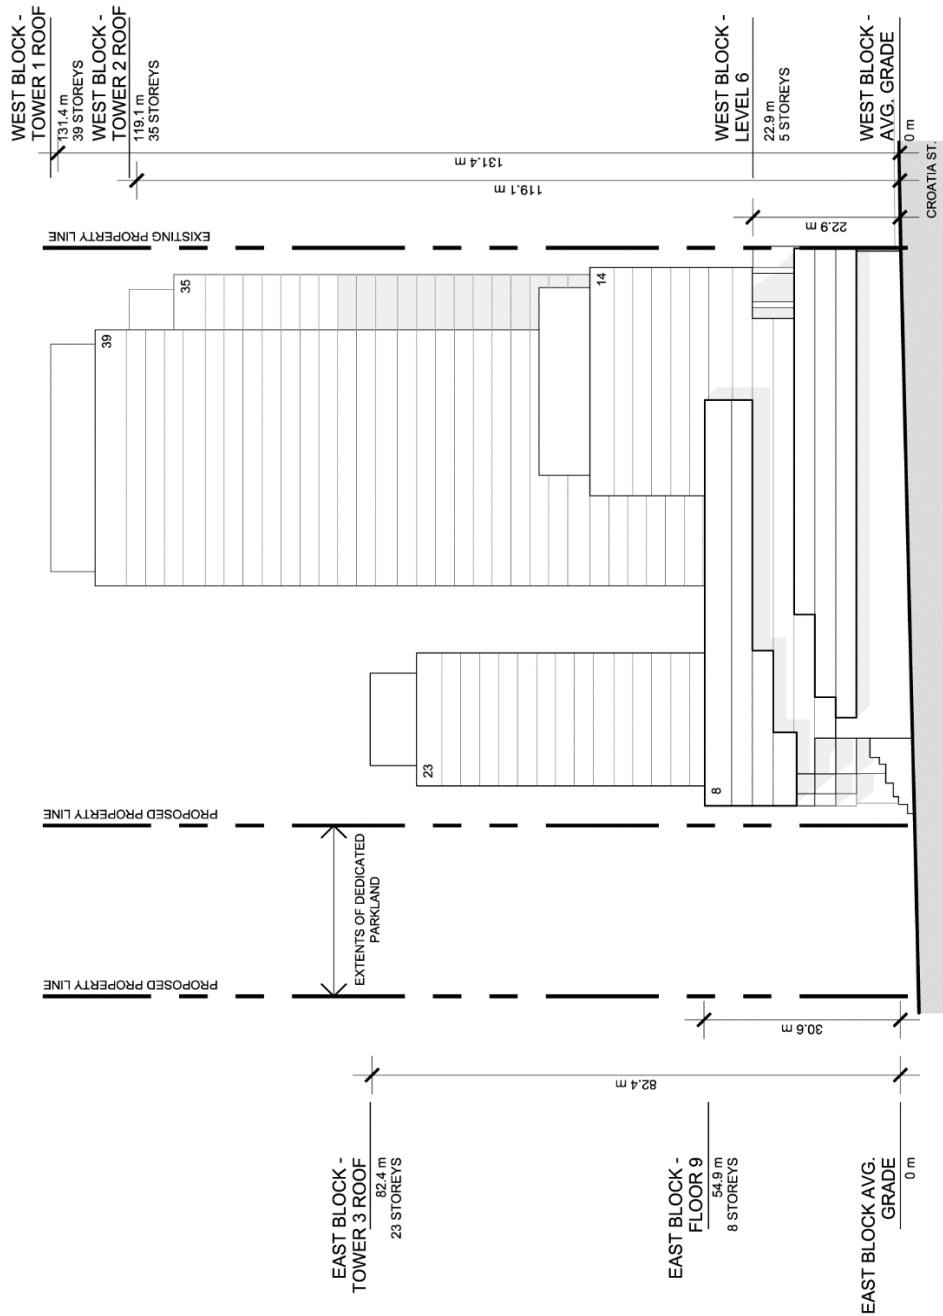 WEST BLOCK -
TOWER 1 ROOF
131.4 m
39 STOREYS
WEST BLOCK -
TOWER 2 ROOF
119.1 m
35 STOREYS
WEST BLOCK -
LEVEL 6
22.9 m
5 STOREYS
WEST BLOCK -
AVG. GRADE
0 m
CROATIA ST.
131.4 m
119.1 m
22.9 m
EXISTING PROPERTY LINE
35
39
14
23
8
PROPOSED PROPERTY LINE
EXTENTS OF DEDICATED
PARKLAND
PROPOSED PROPERTY LINE
30.6 m
82.4 m
EAST BLOCK -
TOWER 3 ROOF
82.4 m
23 STOREYS
EAST BLOCK -
FLOOR 9
54.9 m
8 STOREYS
EAST BLOCK AVG.
GRADE
0 m